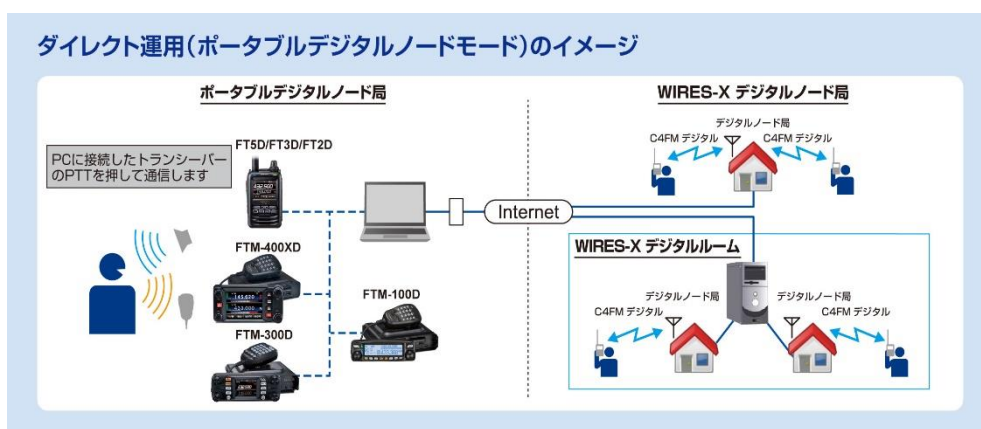 ダイレクト運用(ポータブルデジタルノードモード)のイメージ
ポータブルデジタルノード局
PCに接続したトランシーバー
のPTTを押して通信します
FT5D/FT3D/FT2D
FTM-400XD
FTM-300D
FTM-100D
Internet
WIRES-X デジタルノード局
デジタルノード局
C4FM デジタル
C4FM デジタル
WIRES-X デジタルルーム
デジタルノード局
C4FM デジタル
デジタルノード局
C4FM デジタル